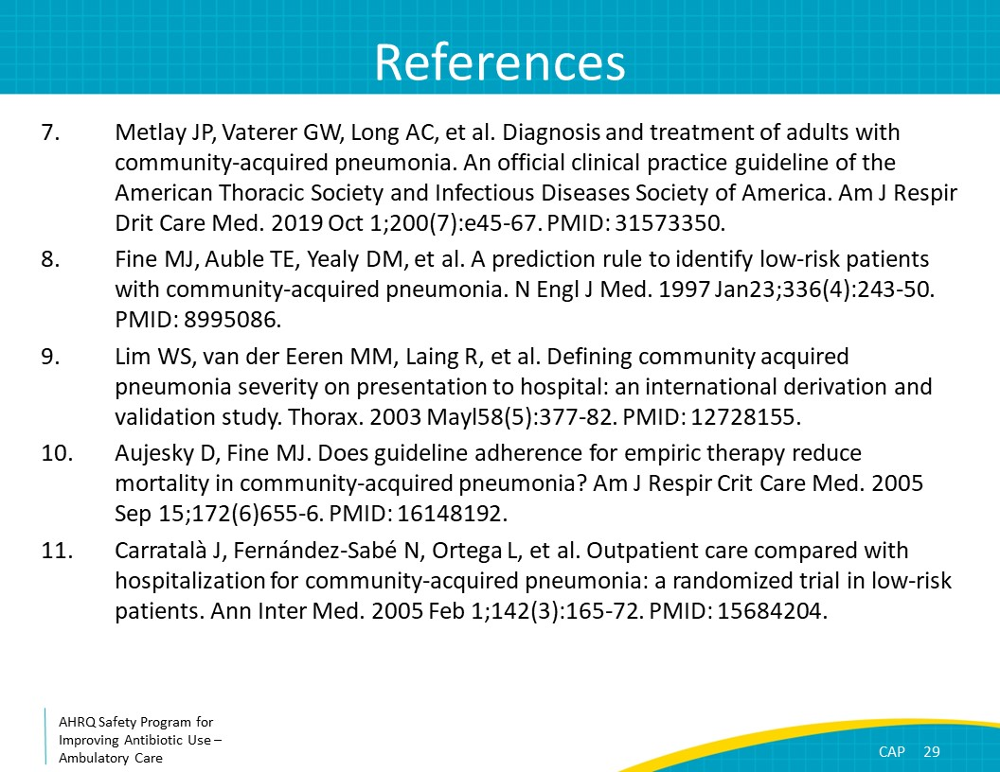 References
7. Metlay JP, Vaterer GW, Long AC, et al. Diagnosis and treatment of adults with
community-acquired pneumonia. An official clinical practice guideline of the
American Thoracic Society and Infectious Diseases Society of America. Am J Respir
Drit Care Med. 2019 Oct 1;200(7):e45-67. PMID: 31573350.
8. Fine MJ, Auble TE, Yealy DM, et al. A prediction rule to identify low-risk patients
with community-acquired pneumonia. N Engl J Med. 1997 Jan23;336(4):243-50.
PMID: 8995086.
9. Lim WS, van der Eeren MM, Laing R, et al. Defining community acquired
pneumonia severity on presentation to hospital: an international derivation and
validation study. Thorax. 2003 Mayl58(5):377-82. PMID: 12728155.
10. Aujesky D, Fine MJ. Does guideline adherence for empiric therapy reduce
mortality in community-acquired pneumonia? Am J Respir Crit Care Med. 2005
Sep 15;172(6)655-6. PMID: 16148192.
11. Carratalà J, Fernández-Sabé N, Ortega L, et al. Outpatient care compared with
hospitalization for community-acquired pneumonia: a randomized trial in low-risk
patients. Ann Inter Med. 2005 Feb 1;142(3):165-72. PMID: 15684204.
AHRQ Safety Program for
Improving Antibiotic Use –
Ambulatory Care
CAP 29